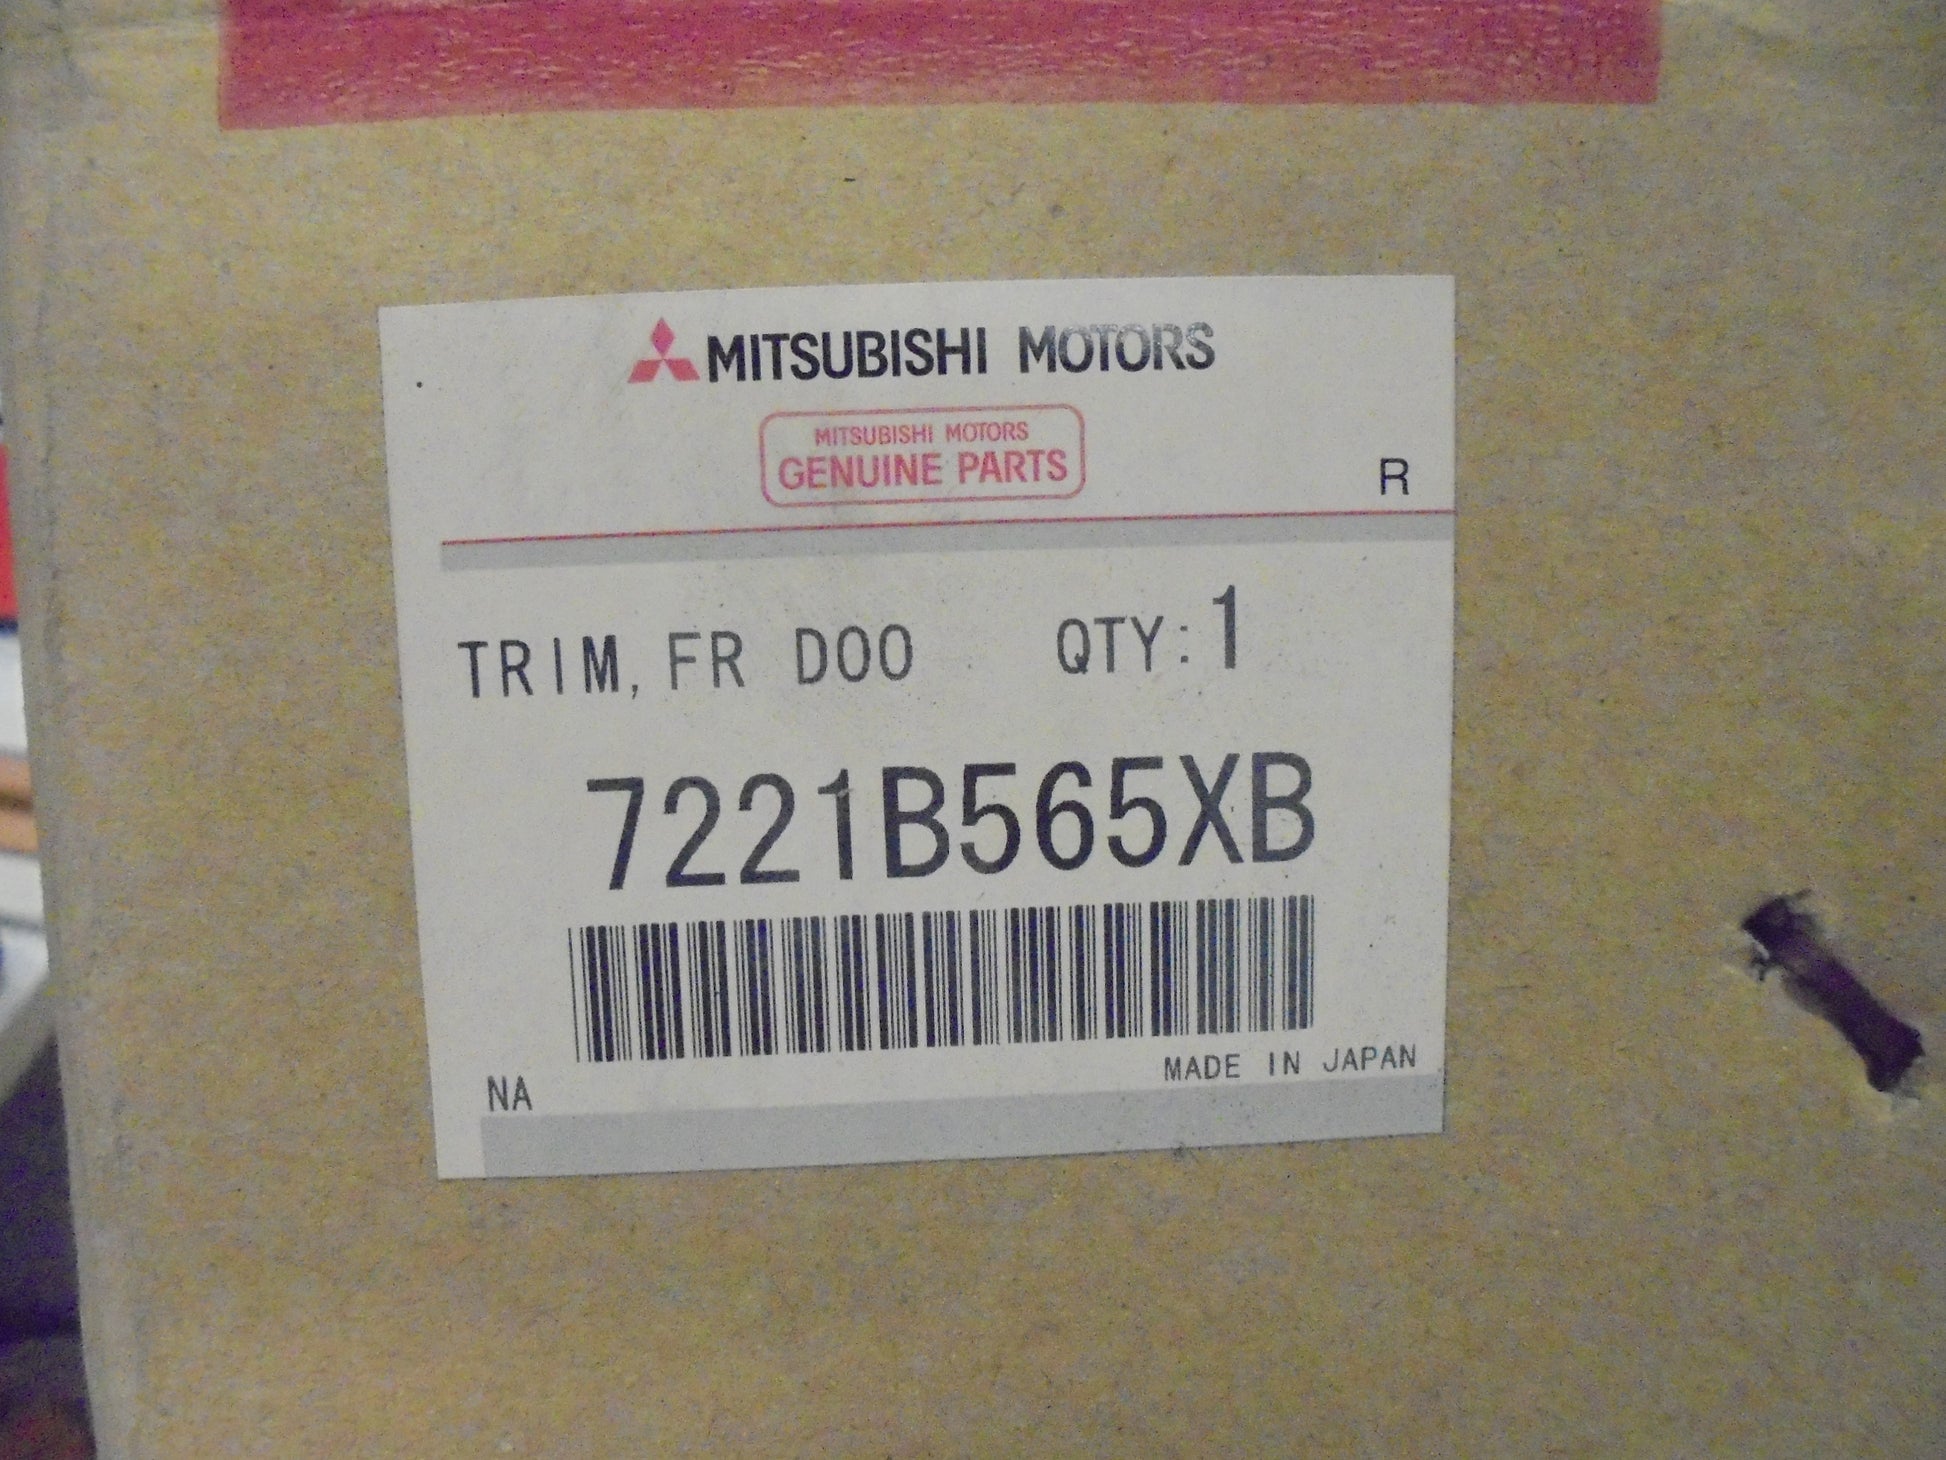 MITSUBISHI MOTORS
MITSUBISHI MOTORS
GENUINE PARTS
R
TRIM, FR DOO QTY:1
7221B565XB
NA
MADE IN JAPAN